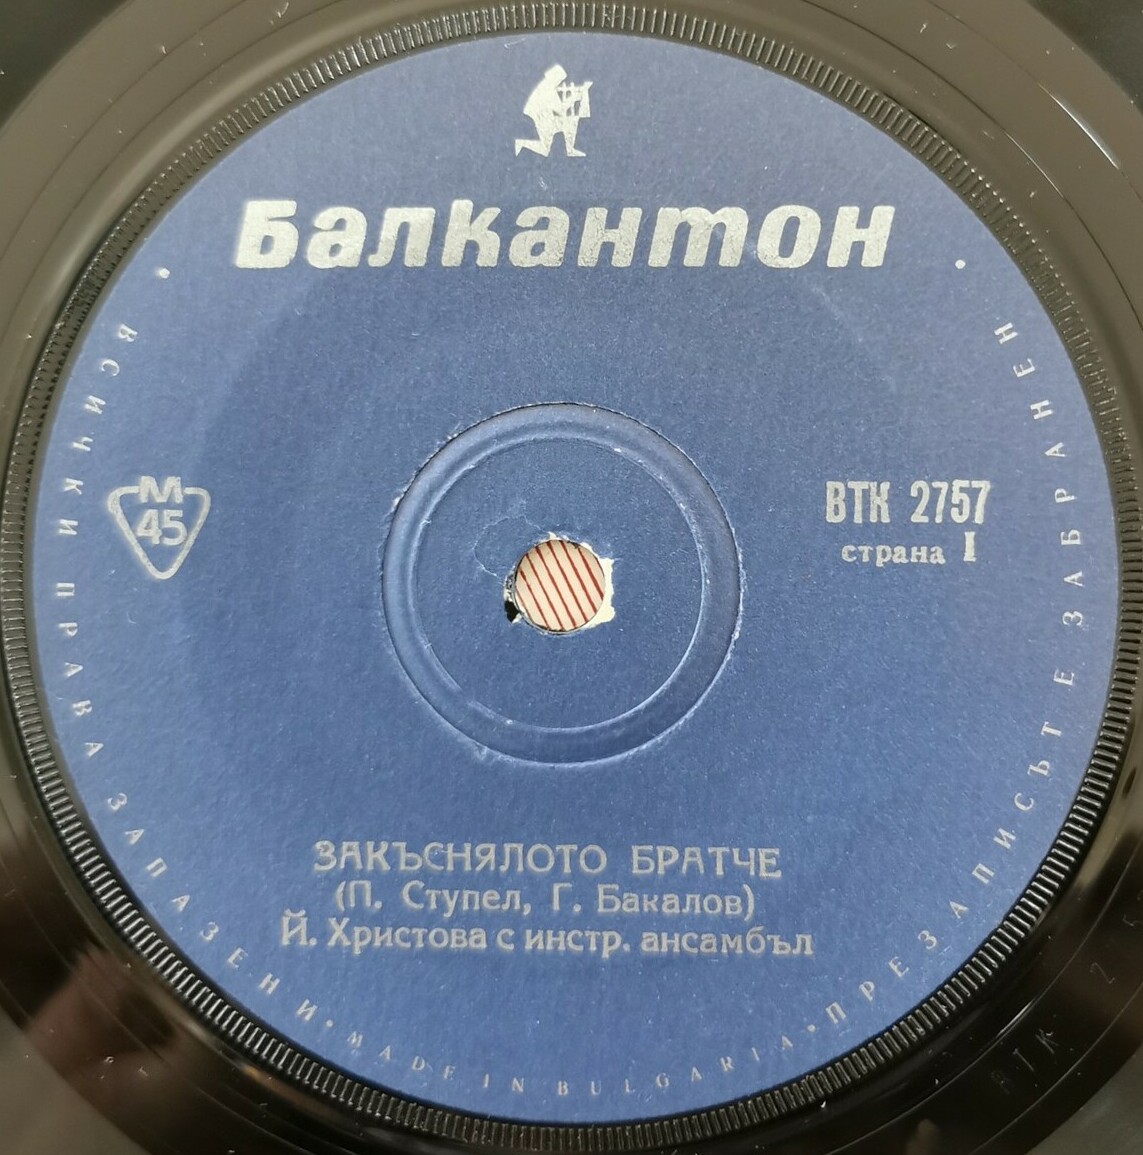 Балкантон
М
45
ВТК 2757
страна I
ЗАКЪСНЯЛОТО БРАТЧЕ
(П. Ступел, Г. Бакалов)
Й. Христова с инстр. ансамбъл
• ВСИЧКИ ПРАВА ЗАПАЗЕНИ • MADE IN BULGARIA • ПРЕЗАПИСЪТ Е ЗАБРАНЕН •